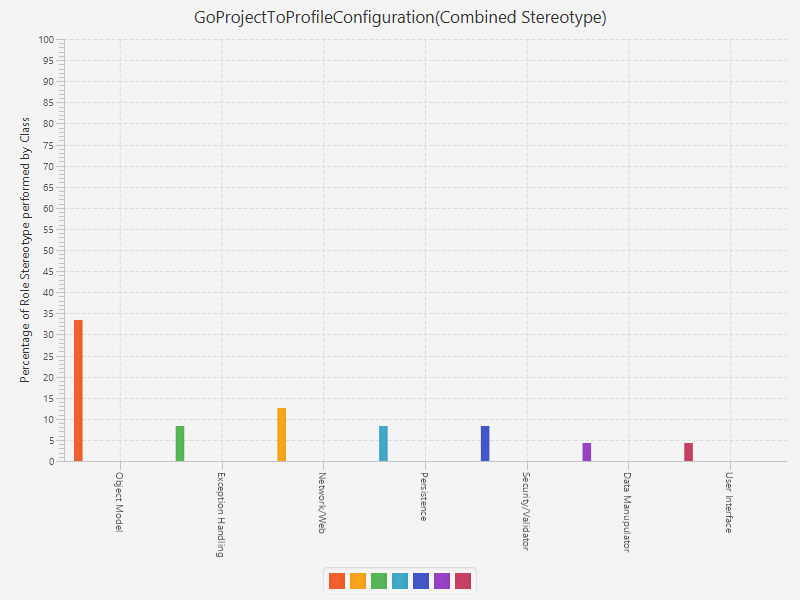 GoProjectToProfileConfiguration(Combined Stereotype)
Percentage of Role Stereotype performed by Class
100
95
90
85
80
75
70
65
60
55
50
45
40
35
30
25
20
15
10
5
0
Object Model
Exception Handling
Network/Web
Persistence
Security/Validator
Data Manupulator
User Interface